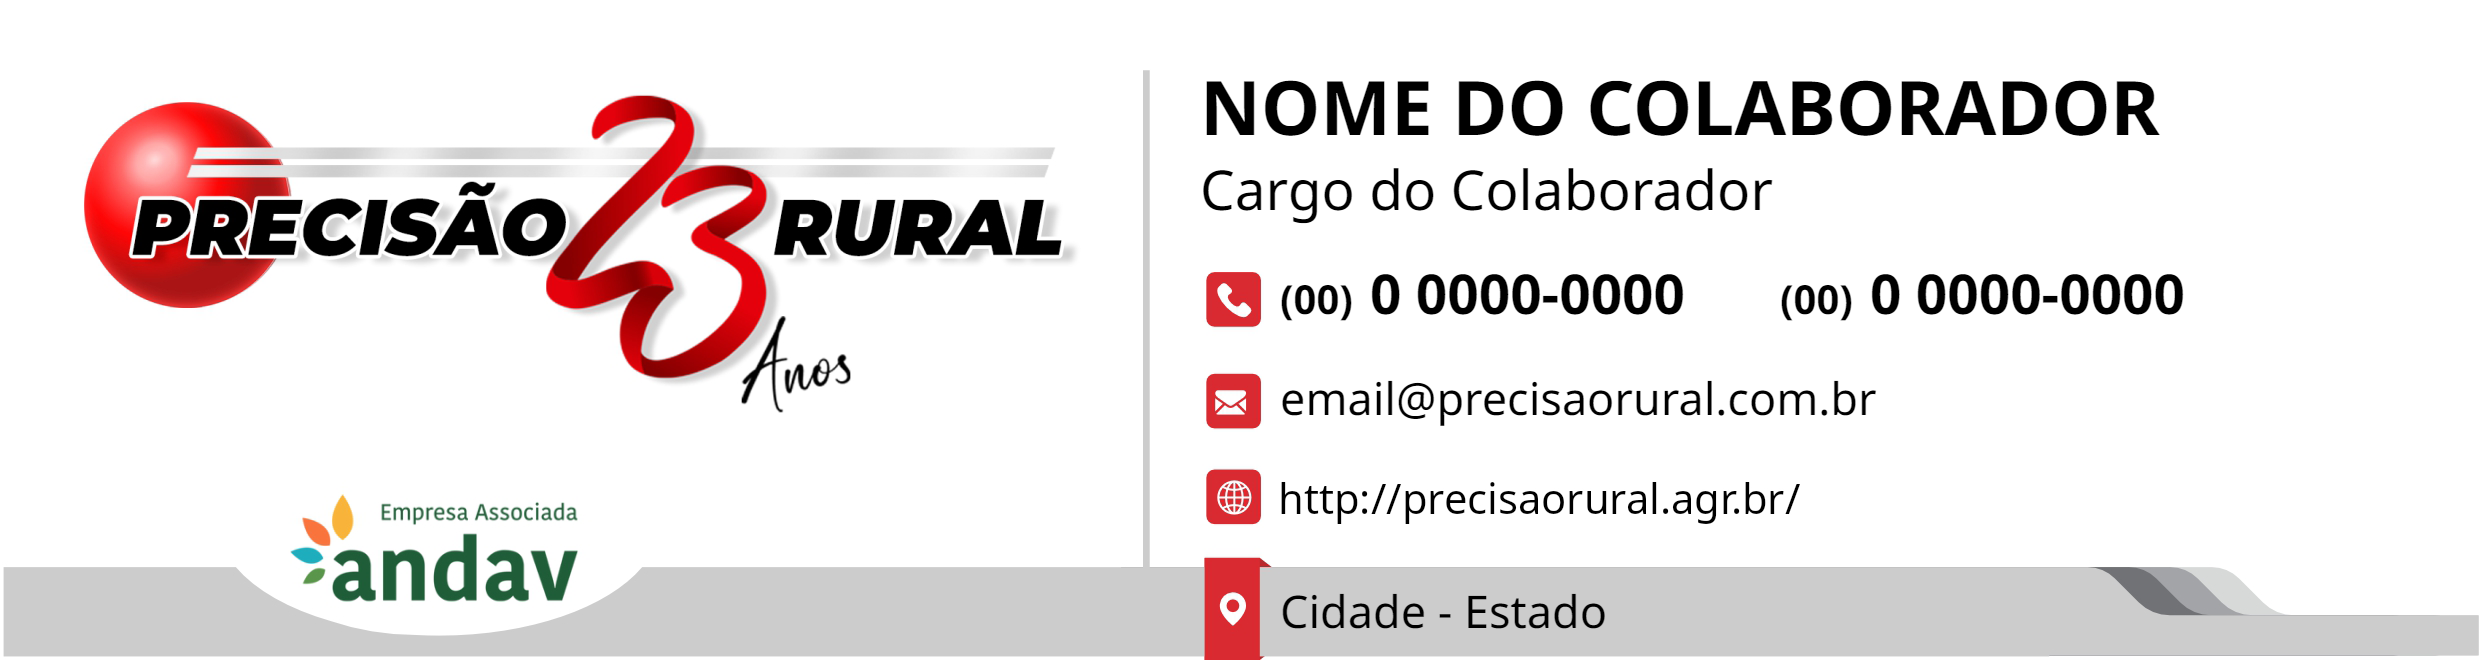 PRECISÃO 23 RURAL
Anos
Empresa Associada
andav
NOME DO COLABORADOR
Cargo do Colaborador
(00) 0 0000-0000 (00) 0 0000-0000
email@precisaorural.com.br
http://precisaorural.agr.br/
Cidade - Estado